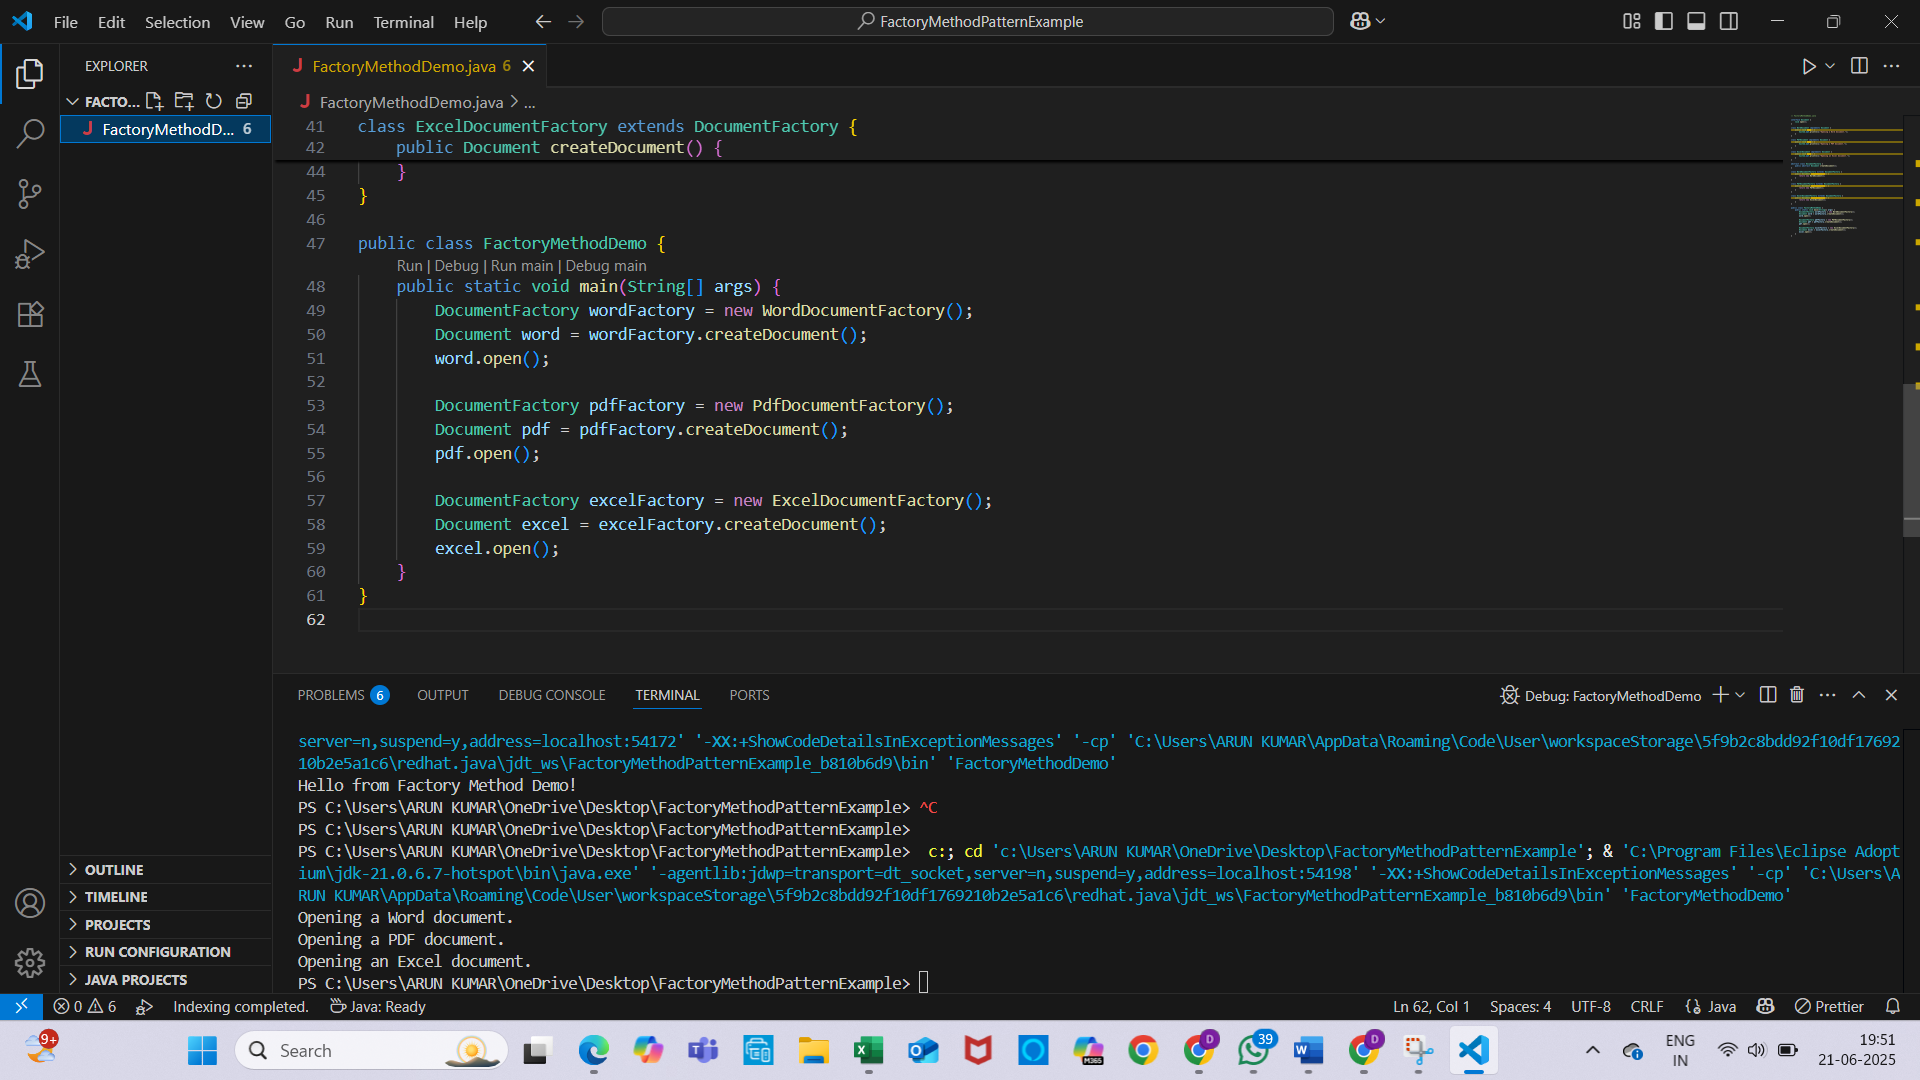 File Edit Selection View Go Run Terminal Help
FactoryMethodPatternExample
EXPLORER
FACTO...
FactoryMethodD... 6
FactoryMethodDemo.java 6
FactoryMethodDemo.java > ...
41 class ExcelDocumentFactory extends DocumentFactory {
42 public Document createDocument() {
44 }
45 }
46
47 public class FactoryMethodDemo {
Run | Debug | Run main | Debug main
48 public static void main(String[] args) {
49 DocumentFactory wordFactory = new WordDocumentFactory();
50 Document word = wordFactory.createDocument();
51 word.open();
52
53 DocumentFactory pdfFactory = new PdfDocumentFactory();
54 Document pdf = pdfFactory.createDocument();
55 pdf.open();
56
57 DocumentFactory excelFactory = new ExcelDocumentFactory();
58 Document excel = excelFactory.createDocument();
59 excel.open();
60 }
61 }
62
PROBLEMS 6 OUTPUT DEBUG CONSOLE TERMINAL PORTS
Debug: FactoryMethodDemo
server=n,suspend=y,address=localhost:54172' '-XX:+ShowCodeDetailsInExceptionMessages' '-cp' 'C:\Users\ARUN KUMAR\AppData\Roaming\Code\User\workspaceStorage\5f9b2c8bdd92f10df17692
10b2e5a1c6\redhat.java\jdt_ws\FactoryMethodPatternExample_b810b6d9\bin' 'FactoryMethodDemo'
Hello from Factory Method Demo!
PS C:\Users\ARUN KUMAR\OneDrive\Desktop\FactoryMethodPatternExample> ^C
PS C:\Users\ARUN KUMAR\OneDrive\Desktop\FactoryMethodPatternExample>
PS C:\Users\ARUN KUMAR\OneDrive\Desktop\FactoryMethodPatternExample> c:; cd 'c:\Users\ARUN KUMAR\OneDrive\Desktop\FactoryMethodPatternExample'; & 'C:\Program Files\Eclipse Adopt
ium\jdk-21.0.6.7-hotspot\bin\java.exe' '-agentlib:jdwp=transport=dt_socket,server=n,suspend=y,address=localhost:54198' '-XX:+ShowCodeDetailsInExceptionMessages' '-cp' 'C:\Users\A
RUN KUMAR\AppData\Roaming\Code\User\workspaceStorage\5f9b2c8bdd92f10df1769210b2e5a1c6\redhat.java\jdt_ws\FactoryMethodPatternExample_b810b6d9\bin' 'FactoryMethodDemo'
Opening a Word document.
Opening a PDF document.
Opening an Excel document.
PS C:\Users\ARUN KUMAR\OneDrive\Desktop\FactoryMethodPatternExample>
OUTLINE
TIMELINE
PROJECTS
RUN CONFIGURATION
JAVA PROJECTS
0 6 Indexing completed. Java: Ready
Ln 62, Col 1 Spaces: 4 UTF-8 CRLF {} Java Prettier
9+
Search
M365
D
39
D
ENG
IN
19:51
21-06-2025